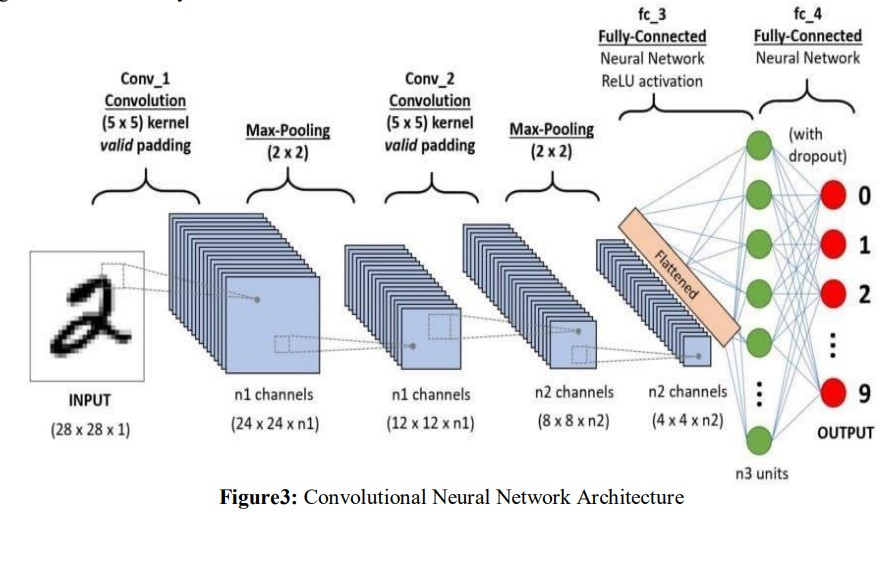 fc_3
Fully-Connected
Neural Network
ReLU activation
fc_4
Fully-Connected
Neural Network
Conv_1
Convolution
(5 x 5) kernel
valid padding
Max-Pooling
(2 x 2)
Conv_2
Convolution
(5 x 5) kernel
valid padding
Max-Pooling
(2 x 2)
(with
dropout)
2
Flattened
0
1
2
9
INPUT
(28 x 28 x 1)
n1 channels
(24 x 24 x n1)
n1 channels
(12 x 12 x n1)
n2 channels
(8 x 8 x n2)
n2 channels
(4 x 4 x n2)
OUTPUT
n3 units
Figure3: Convolutional Neural Network Architecture